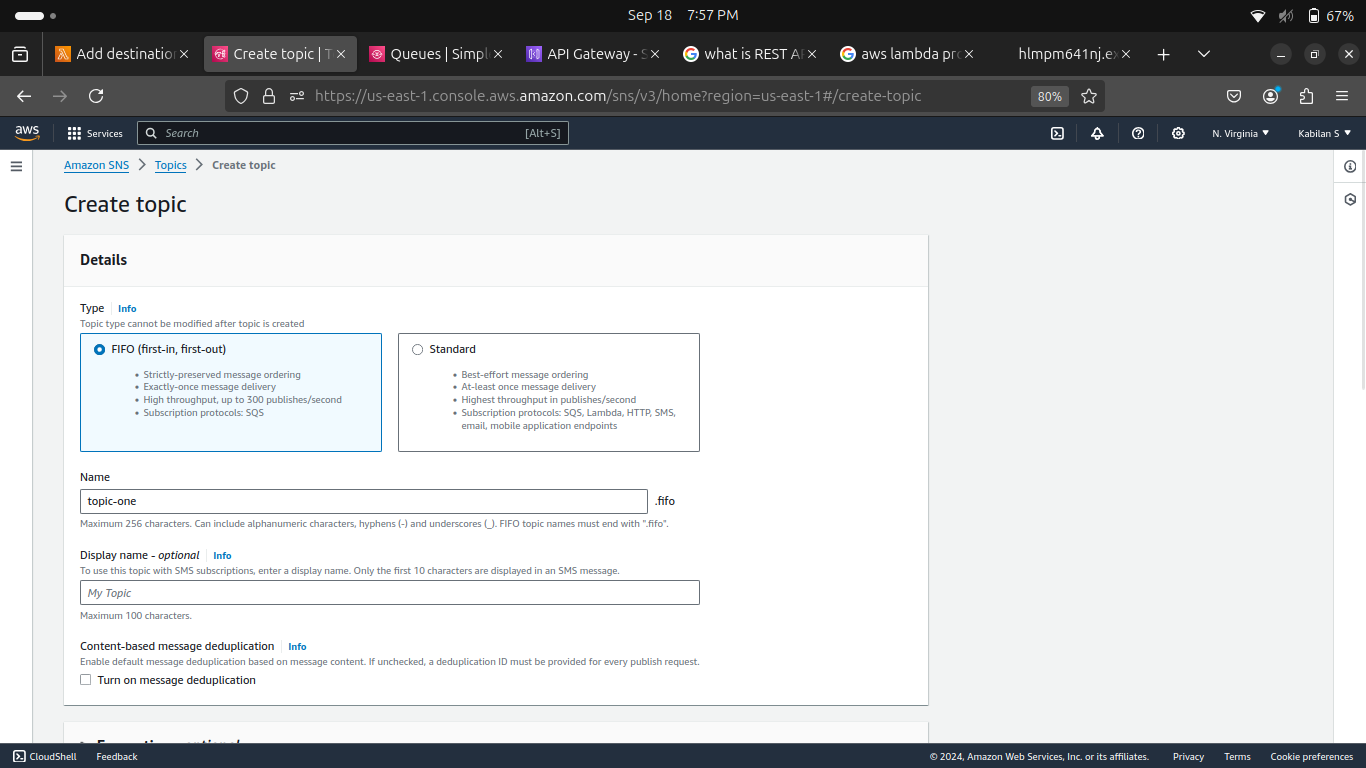 Sep 18 7:57 PM
67%
Add destination
Create topic | T
Queues | Simpl
API Gateway - S
what is REST AP
aws lambda pro
hlmpm641nj.ex
https://us-east-1.console.aws.amazon.com/sns/v3/home?region=us-east-1#/create-topic
80%
aws
Services
Search
[Alt+S]
N. Virginia
Kabilan S
Amazon SNS
Topics
Create topic
Create topic
Details
Type Info
Topic type cannot be modified after topic is created
FIFO (first-in, first-out)
• Strictly-preserved message ordering
• Exactly-once message delivery
• High throughput, up to 300 publishes/second
• Subscription protocols: SQS
Standard
• Best-effort message ordering
• At-least once message delivery
• Highest throughput in publishes/second
• Subscription protocols: SQS, Lambda, HTTP, SMS,
email, mobile application endpoints
Name
topic-one
.fifo
Maximum 256 characters. Can include alphanumeric characters, hyphens (-) and underscores (_). FIFO topic names must end with ".fifo".
Display name - optional Info
To use this topic with SMS subscriptions, enter a display name. Only the first 10 characters are displayed in an SMS message.
My Topic
Maximum 100 characters.
Content-based message deduplication Info
Enable default message deduplication based on message content. If unchecked, a deduplication ID must be provided for every publish request.
Turn on message deduplication
CloudShell
Feedback
© 2024, Amazon Web Services, Inc. or its affiliates.
Privacy
Terms
Cookie preferences